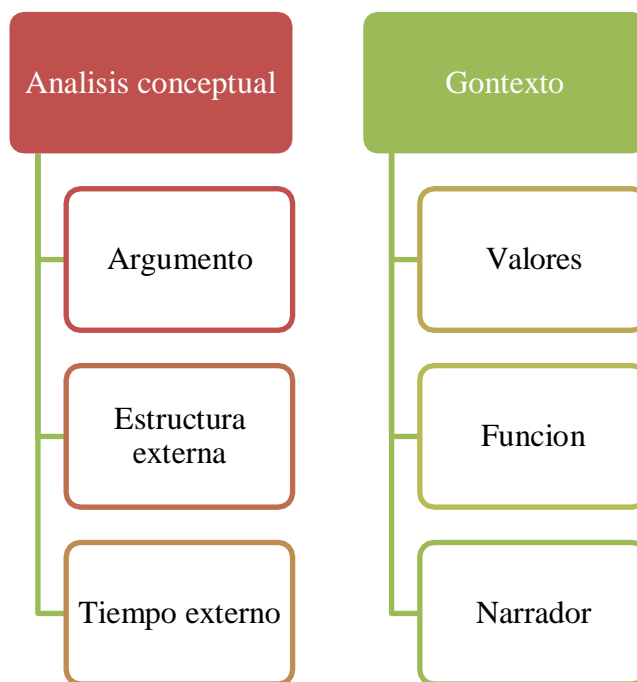 Analisis conceptual
Argumento
Estructura
externa
Tiempo externo
Gontexto
Valores
Funcion
Narrador